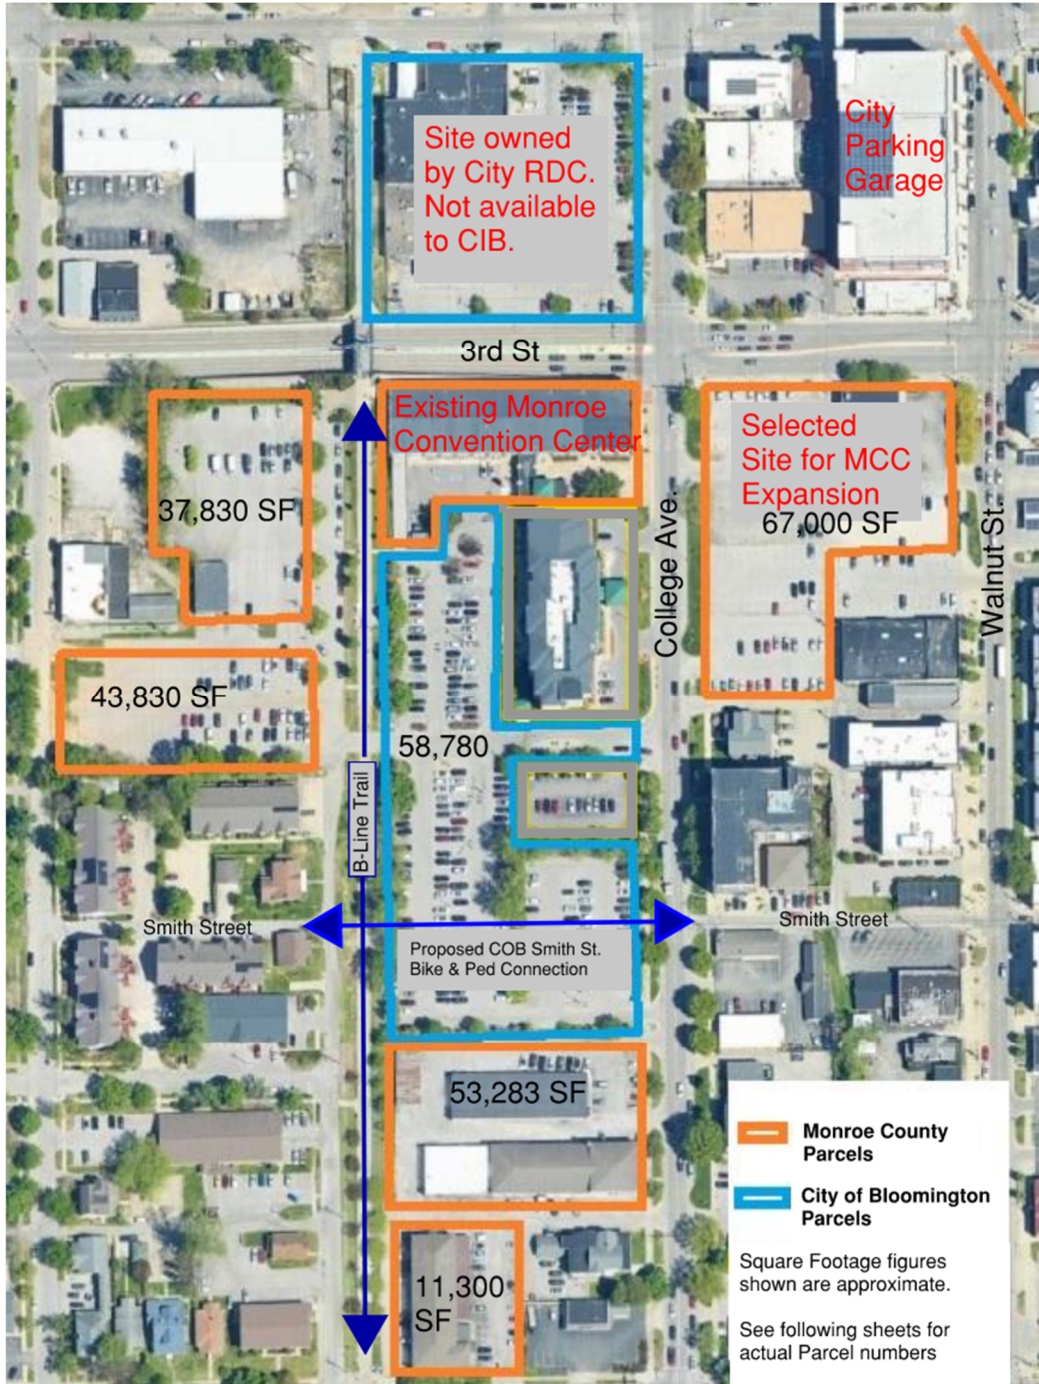 City
Parking
Garage
Site owned
by City RDC.
Not available
to CIB.
3rd St
Existing Monroe
Convention Center
Selected
Site for MCC
Expansion
67,000 SF
37,830 SF
College Ave.
Walnut St.
43,830 SF
58,780
B-Line Trail
Smith Street
Smith Street
Proposed COB Smith St.
Bike & Ped Connection
53,283 SF
11,300
SF
Monroe County
Parcels
City of Bloomington
Parcels
Square Footage figures
shown are approximate.
See following sheets for
actual Parcel numbers